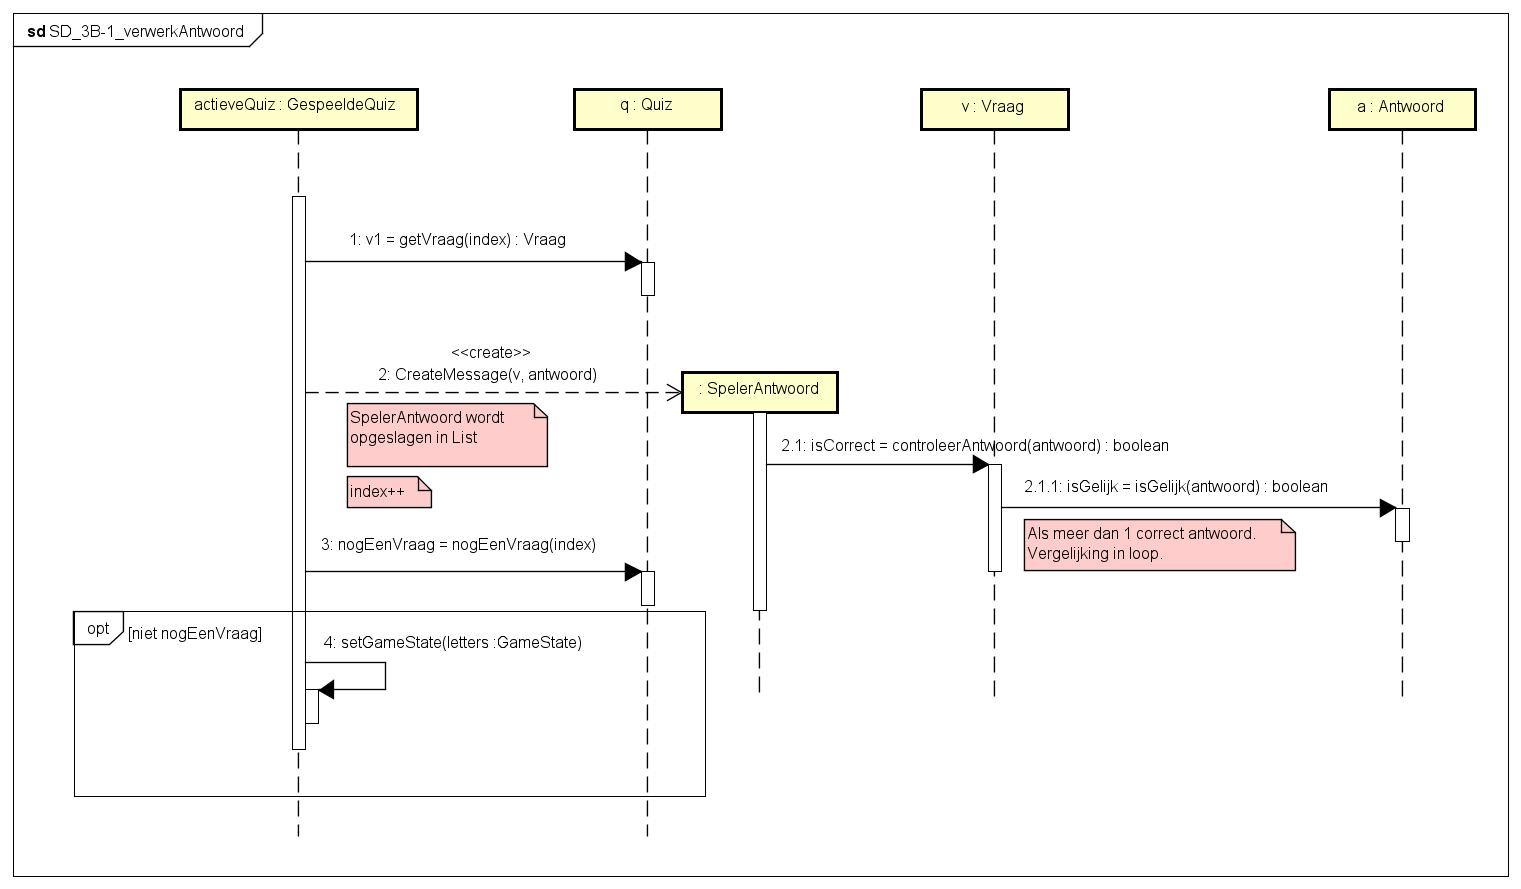 sd SD_3B-1_verwerkAntwoord
actieveQuiz : GespeeldeQuiz
q : Quiz
v : Vraag
a : Antwoord
1: v1 = getVraag(index) : Vraag
<<create>>
2: CreateMessage(v, antwoord)
: SpelerAntwoord
SpelerAntwoord wordt
opgeslagen in List
2.1: isCorrect = controleerAntwoord(antwoord) : boolean
index++
2.1.1: isGelijk = isGelijk(antwoord) : boolean
Als meer dan 1 correct antwoord.
Vergelijking in loop.
3: nogEenVraag = nogEenVraag(index)
opt
[niet nogEenVraag]
4: setGameState(letters :GameState)